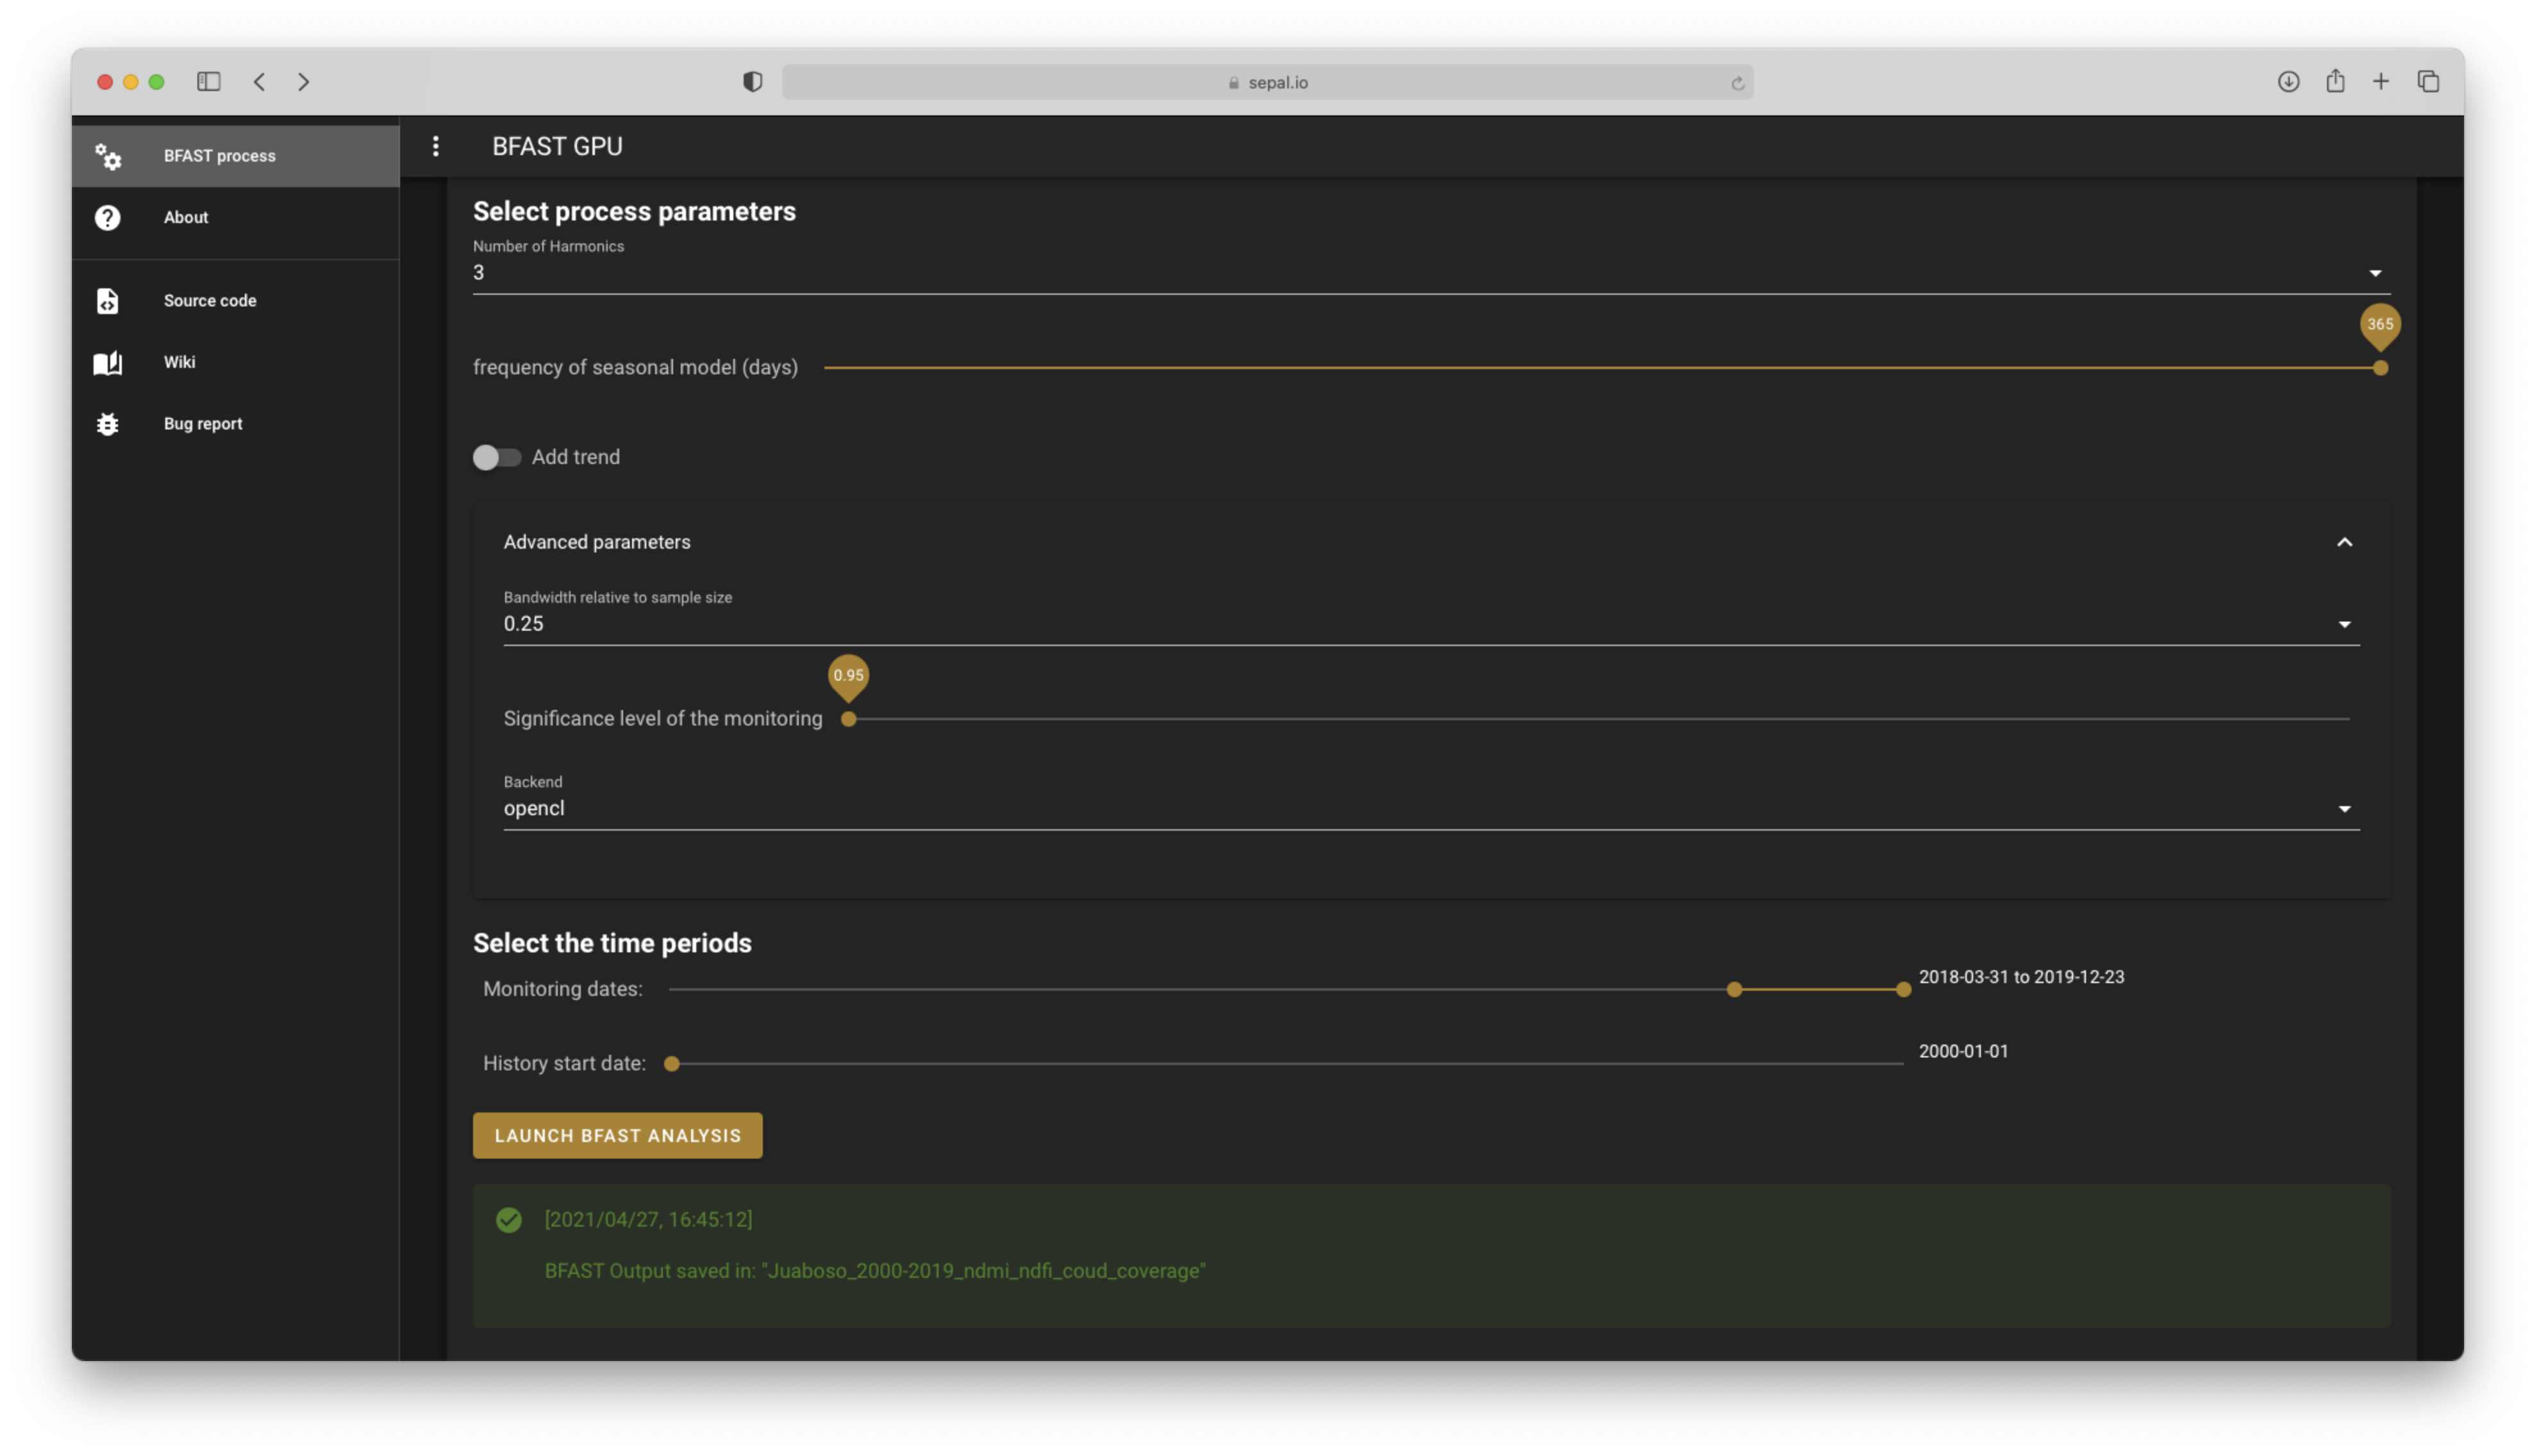 sepal.io
BFAST process
About
Source code
Wiki
Bug report
BFAST GPU
Select process parameters
Number of Harmonics
3
365
frequency of seasonal model (days)
Add trend
Advanced parameters
Bandwidth relative to sample size
0.25
0.95
Significance level of the monitoring
Backend
opencl
Select the time periods
Monitoring dates: 2018-03-31 to 2019-12-23
History start date: 2000-01-01
LAUNCH BFAST ANALYSIS
[2021/04/27, 16:45:12]
BFAST Output saved in: "Juaboso_2000-2019_ndmi_ndfi_coud_coverage"